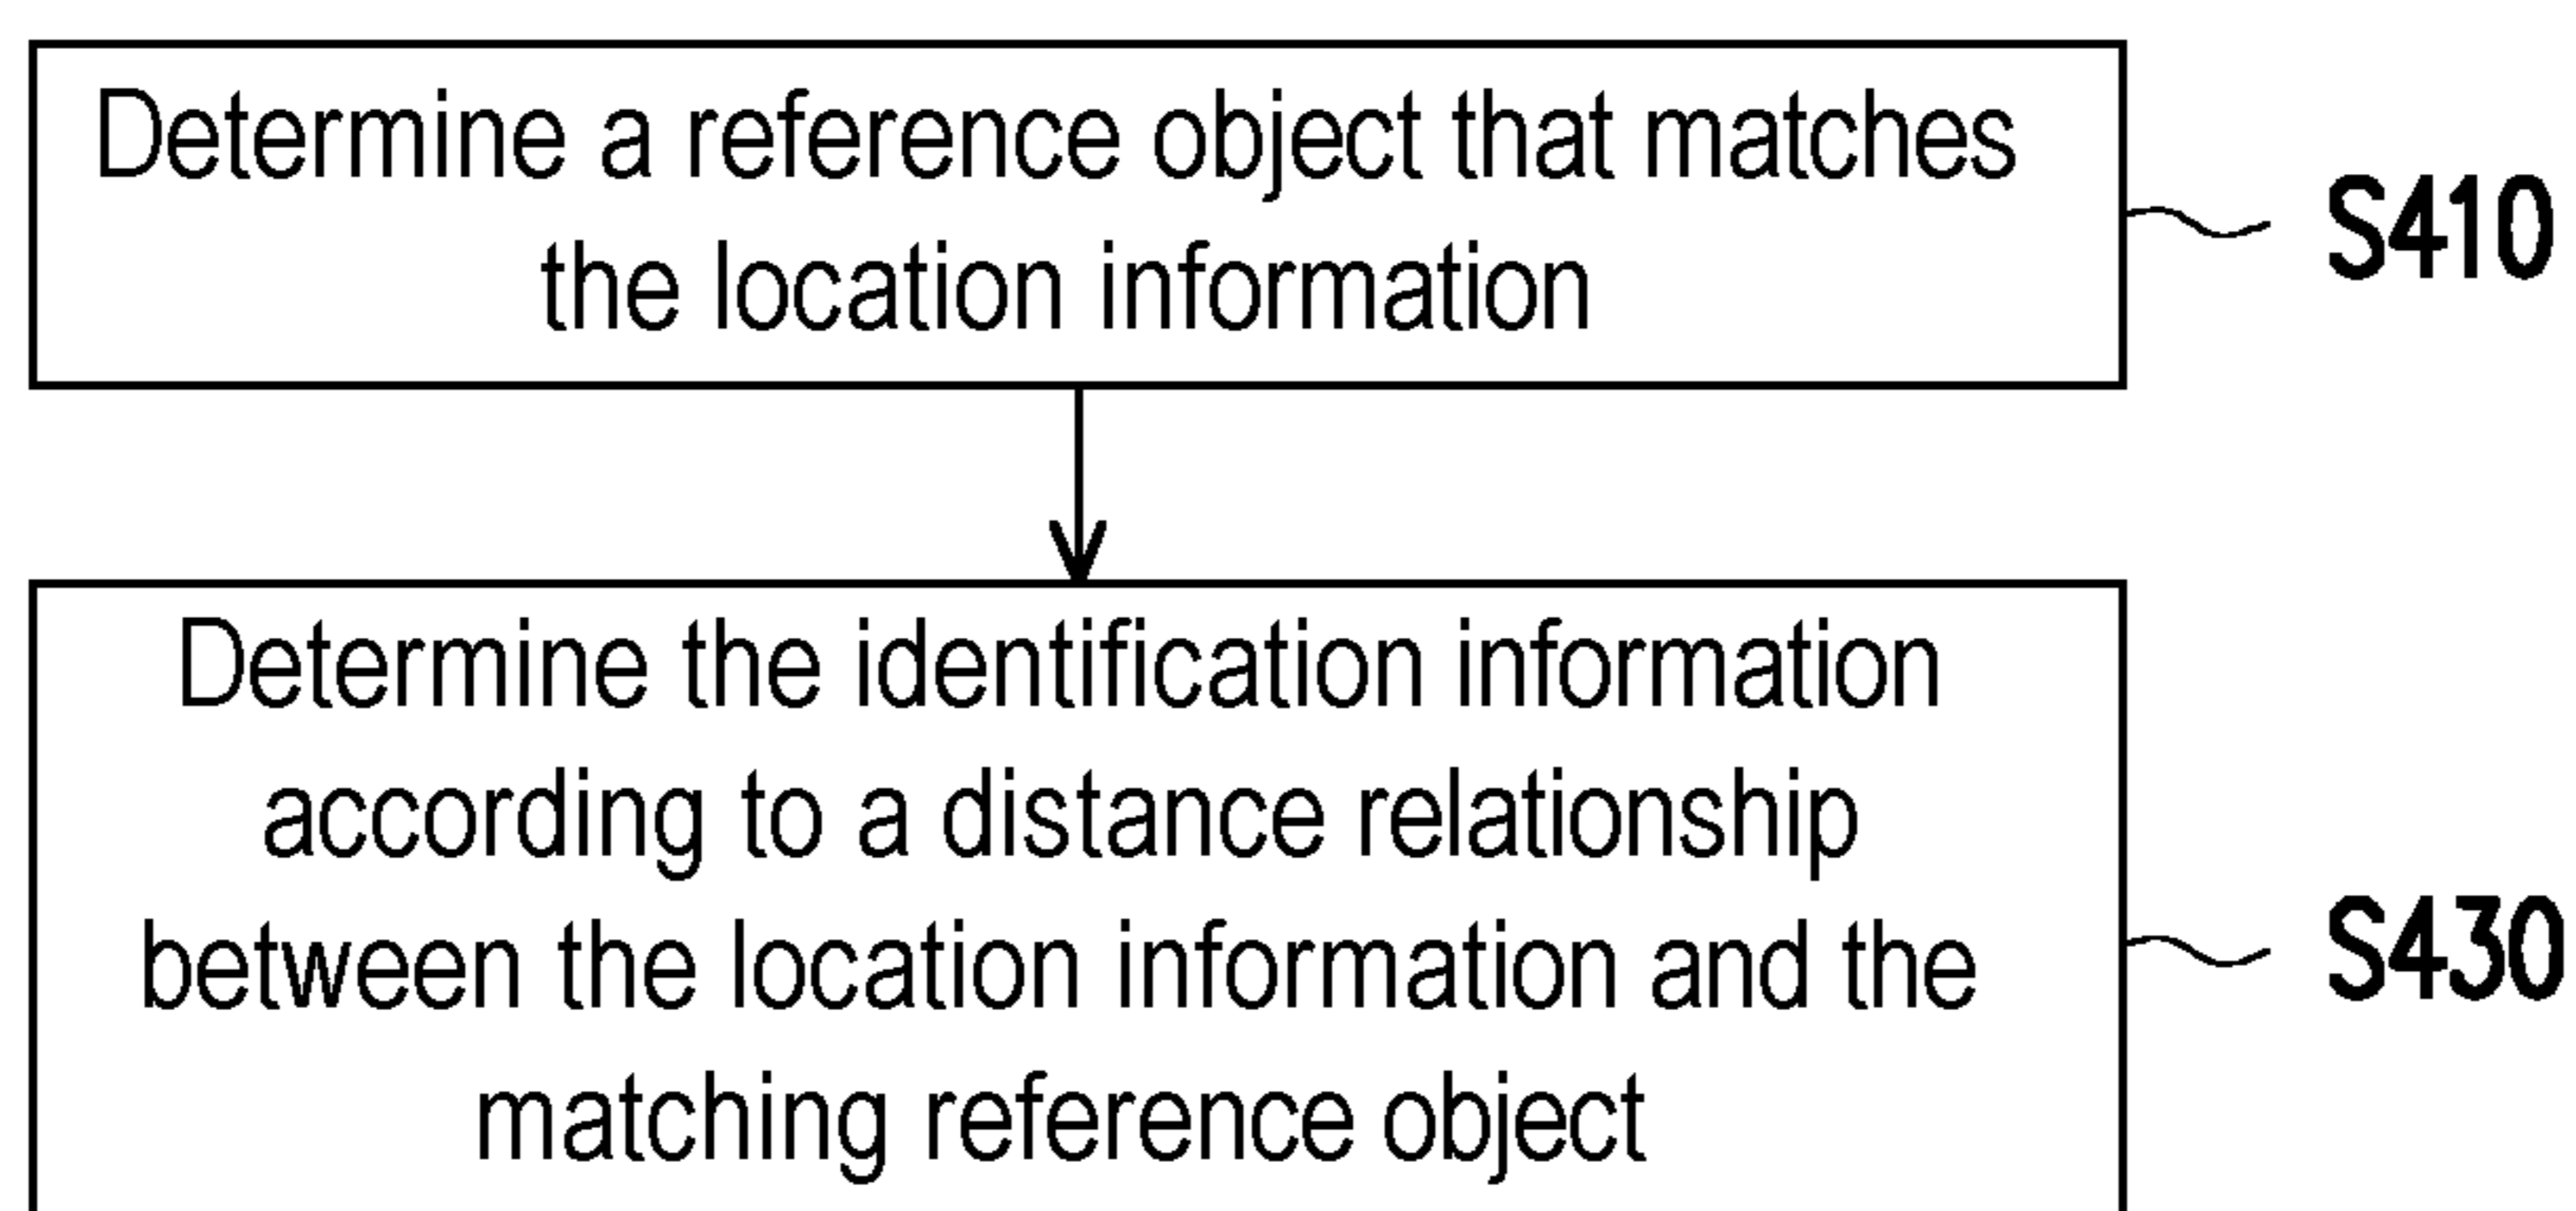 Determine a reference object that matches
the location information
S410
Determine the identification information
according to a distance relationship
between the location information and the
matching reference object
S430